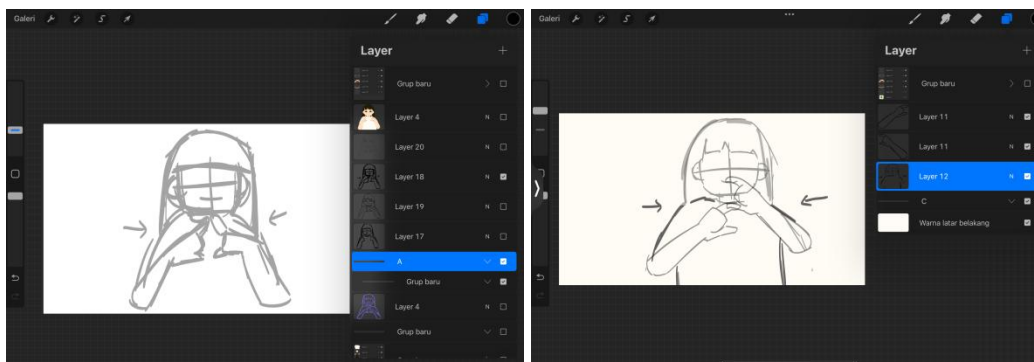 Galeri
Layer
Grup baru
Layer 4 N
Layer 20 N
Layer 18 N
Layer 19 N
Layer 17 N
A
Grup baru
Layer 4 N
Grup baru
Galeri
Layer
Grup baru
Layer 11 N
Layer 11 N
Layer 12 N
C
Warna latar belakang